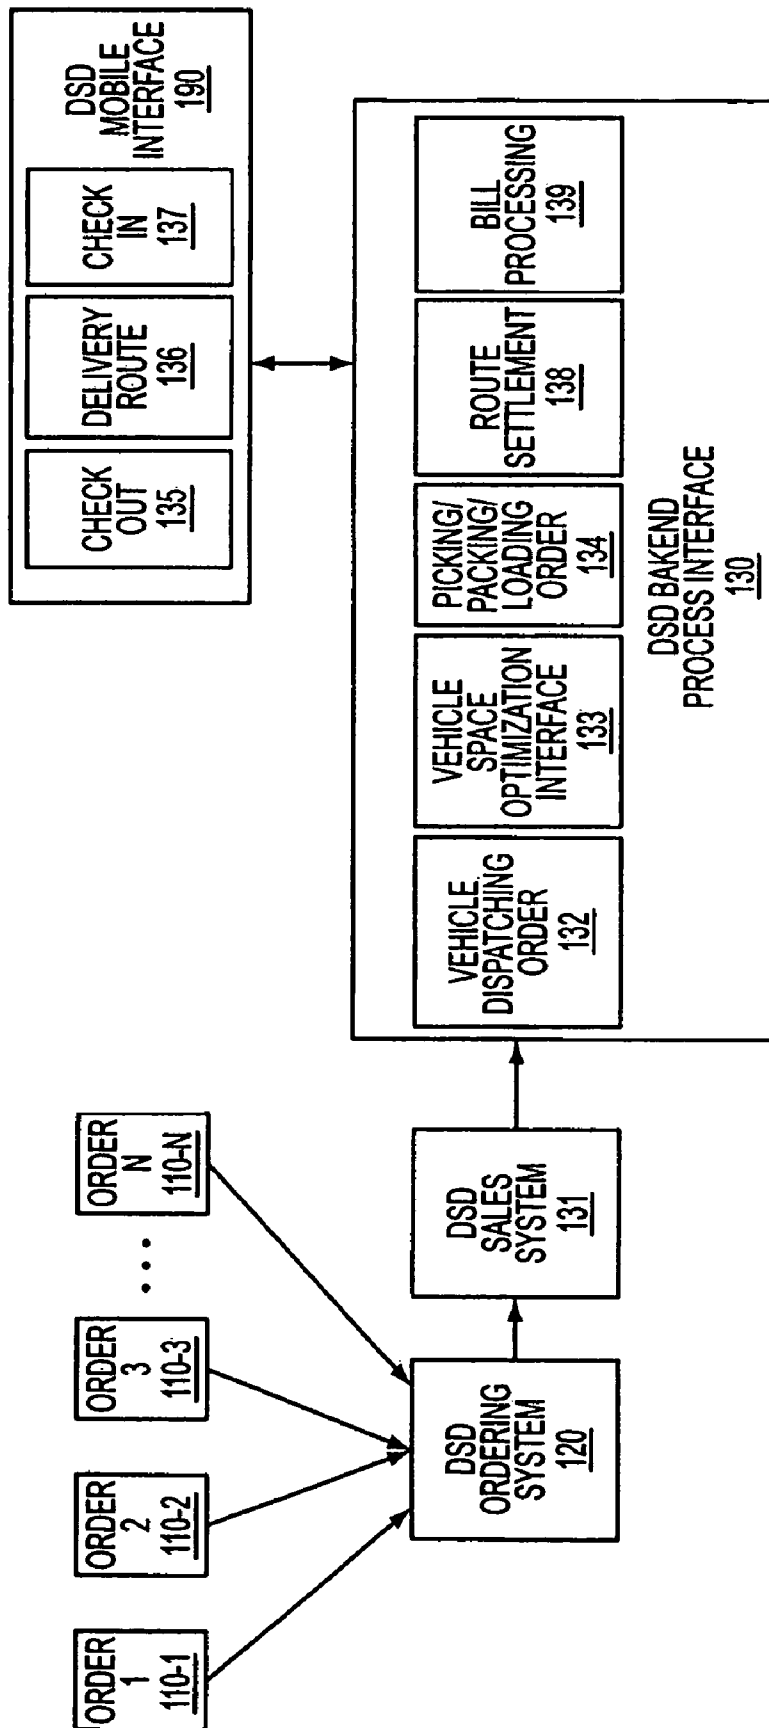 ORDER
1
110-1
ORDER
2
110-2
ORDER
3
110-3
• • •
ORDER
N
110-N
DSD
ORDERING
SYSTEM
120
DSD
SALES
SYSTEM
131
VEHICLE
DISPATCHING
ORDER
132
VEHICLE
SPACE
OPTIMIZATION
INTERFACE
133
PICKING/
PACKING/
LOADING
ORDER
134
ROUTE
SETTLEMENT
138
BILL
PROCESSING
139
DSD BAKEND
PROCESS INTERFACE
130
CHECK
OUT
135
DELIVERY
ROUTE
136
CHECK
IN
137
DSD
MOBILE
INTERFACE
190